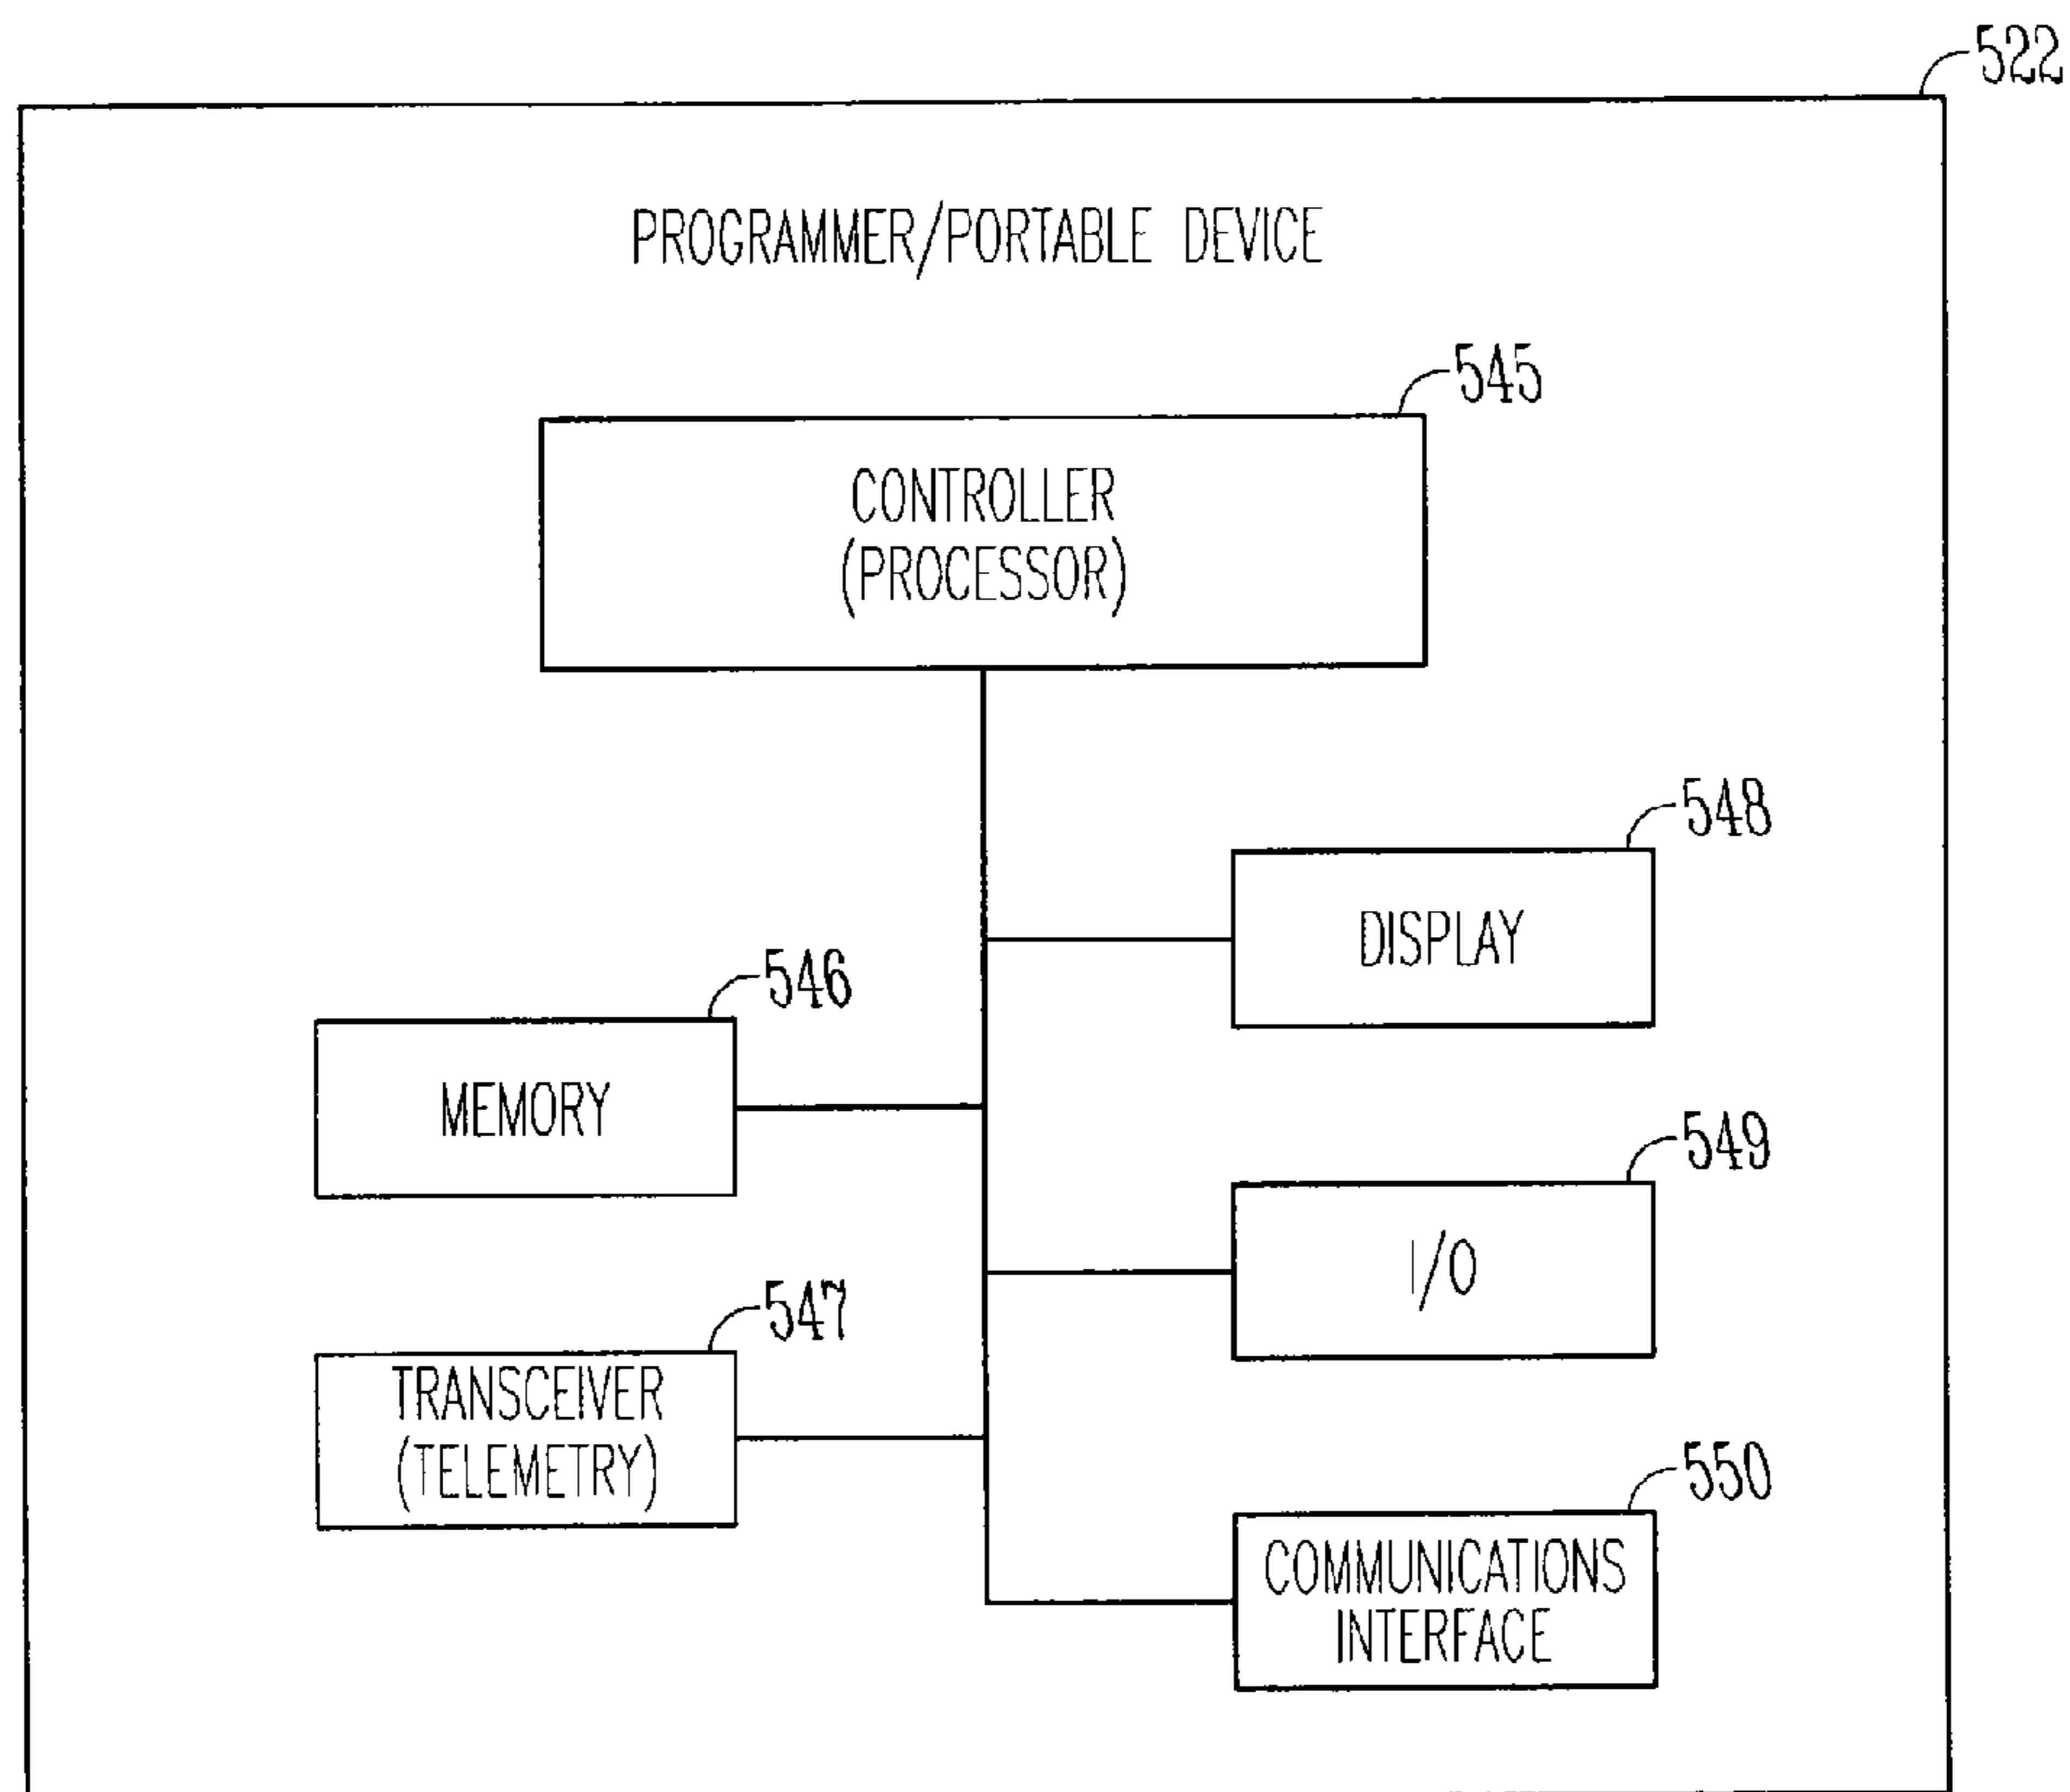 522
PROGRAMMER/PORTABLE DEVICE
545
CONTROLLER
(PROCESSOR)
548
DISPLAY
546
MEMORY
549
I/O
547
TRANSCEIVER
(TELEMETRY)
550
COMMUNICATIONS
INTERFACE